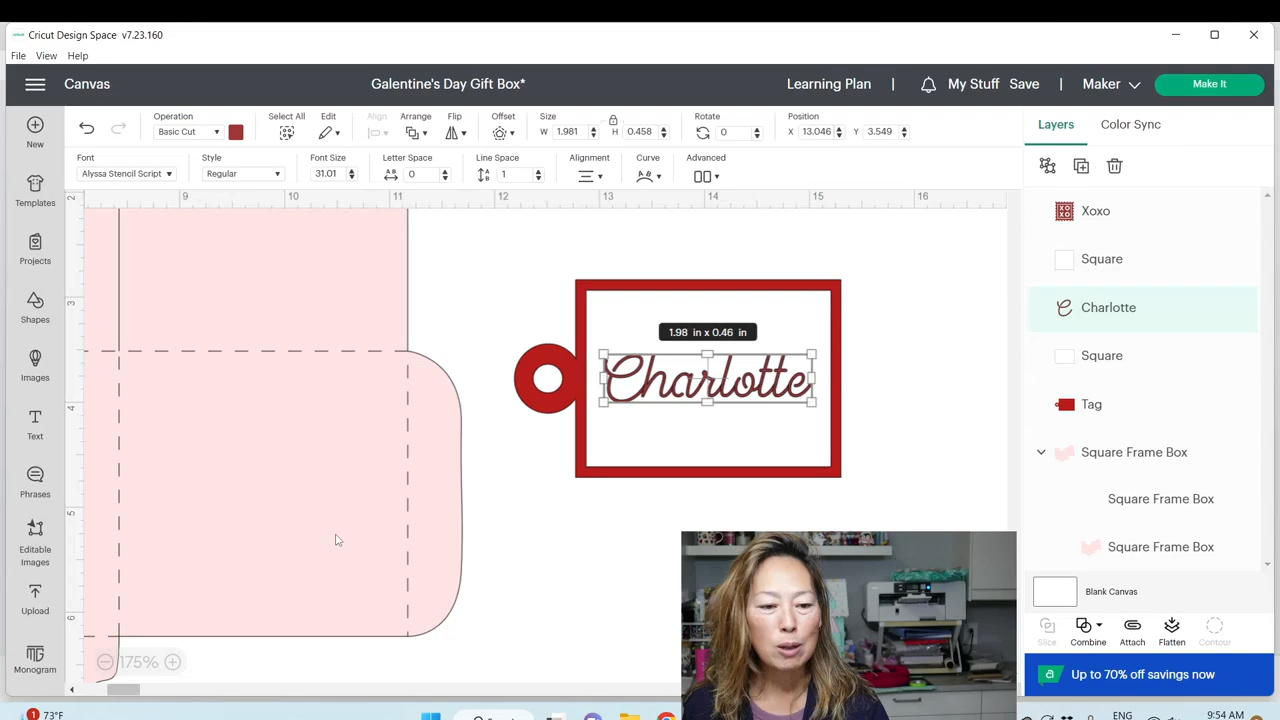 Cricut Design Space v7.23.160
File View Help
Canvas Galentine's Day Gift Box* Learning Plan | My Stuff Save | Maker Make It
Operation Select All Align Edit Arrange Flip Offset Size Rotate Position
Basic Cut W 1.981 H 0.458 0 X 13.046 Y 3.549
Font Style Font Size Letter Space Line Space Alignment Curve Advanced
Alyssa Stencil Script Regular 31.01 0 1
9 10 11 12 13 14 15 16
2
3
4
5
6
New
Templates
Projects
Shapes
Images
Text
Phrases
Editable
Images
Upload
Monogram
1.98 in x 0.46 in
Charlotte
175%
Layers Color Sync
Xoxo
Square
Charlotte
Square
Tag
Square Frame Box
Square Frame Box
Square Frame Box
Blank Canvas
Slice Combine Attach Flatten Contour
Up to 70% off savings now
1 73°F
ENG 9:54 AM